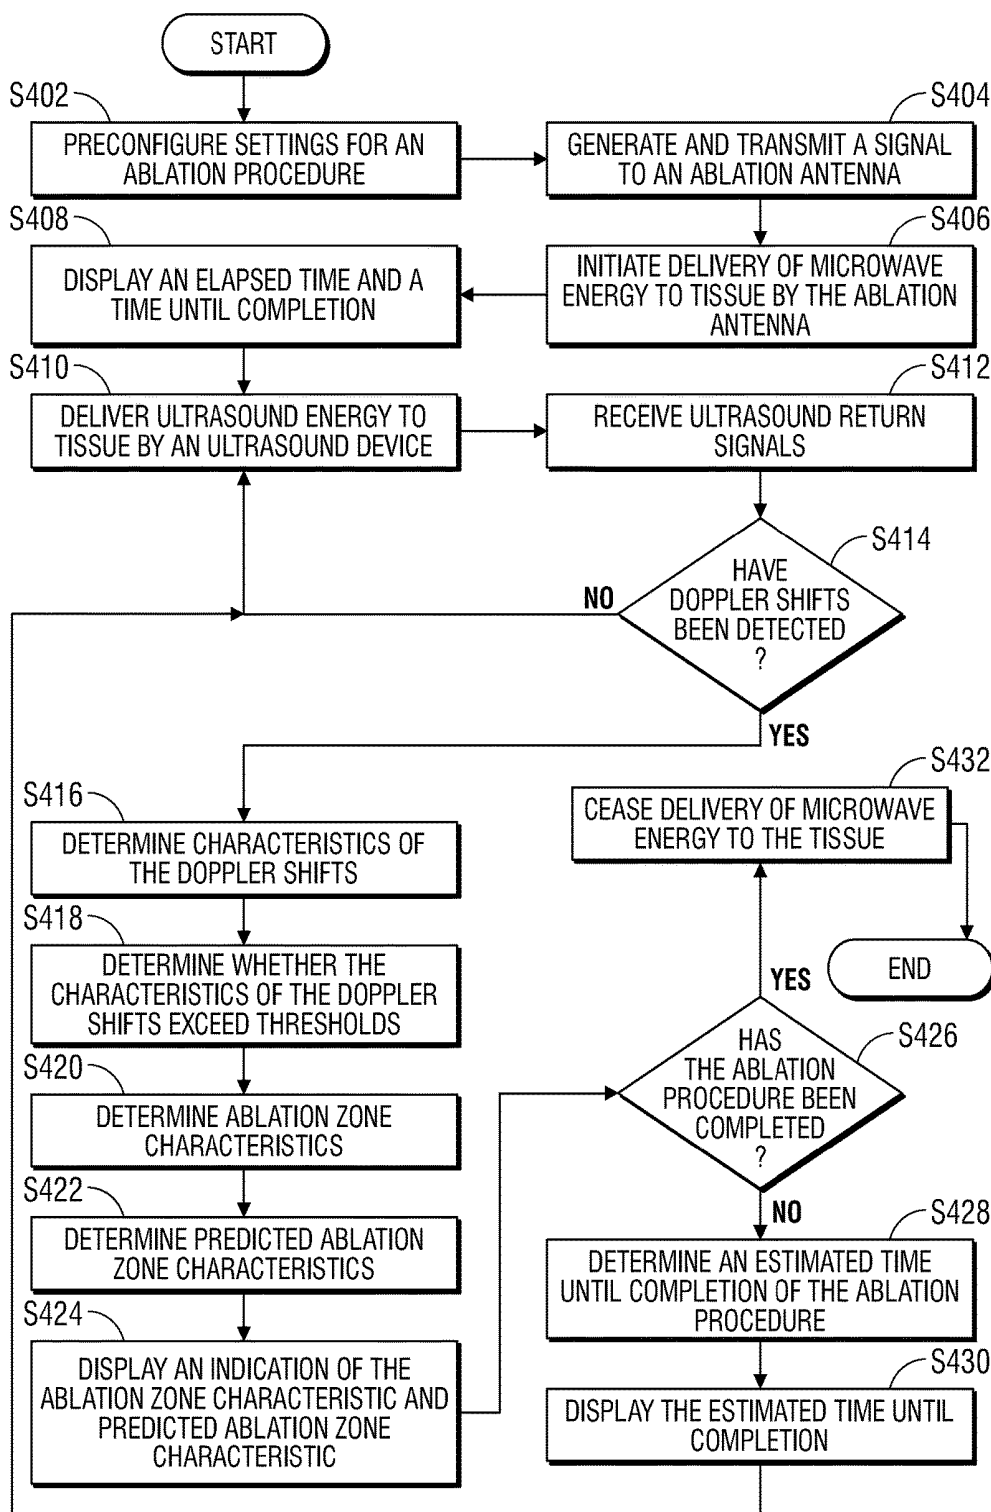 START
S402
PRECONFIGURE SETTINGS FOR AN
ABLATION PROCEDURE
S404
GENERATE AND TRANSMIT A SIGNAL
TO AN ABLATION ANTENNA
S406
INITIATE DELIVERY OF MICROWAVE
ENERGY TO TISSUE BY THE ABLATION
ANTENNA
S408
DISPLAY AN ELAPSED TIME AND A
TIME UNTIL COMPLETION
S410
DELIVER ULTRASOUND ENERGY TO
TISSUE BY AN ULTRASOUND DEVICE
S412
RECEIVE ULTRASOUND RETURN
SIGNALS
S414
HAVE
DOPPLER SHIFTS
BEEN DETECTED
?
NO
YES
S416
DETERMINE CHARACTERISTICS OF
THE DOPPLER SHIFTS
S418
DETERMINE WHETHER THE
CHARACTERISTICS OF THE DOPPLER
SHIFTS EXCEED THRESHOLDS
S420
DETERMINE ABLATION ZONE
CHARACTERISTICS
S422
DETERMINE PREDICTED ABLATION
ZONE CHARACTERISTICS
S424
DISPLAY AN INDICATION OF THE
ABLATION ZONE CHARACTERISTIC AND
PREDICTED ABLATION ZONE
CHARACTERISTIC
S426
HAS
THE ABLATION
PROCEDURE BEEN
COMPLETED
?
YES
S432
CEASE DELIVERY OF MICROWAVE
ENERGY TO THE TISSUE
END
NO
S428
DETERMINE AN ESTIMATED TIME
UNTIL COMPLETION OF THE ABLATION
PROCEDURE
S430
DISPLAY THE ESTIMATED TIME UNTIL
COMPLETION